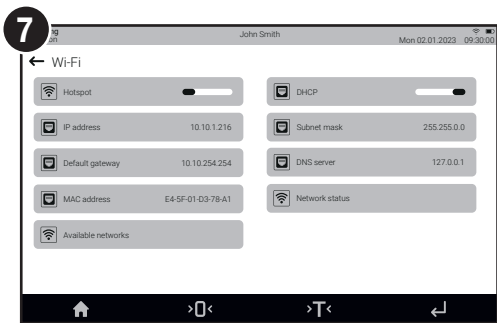 7
John Smith
Mon 02.01.2023 09:30:00
← Wi-Fi
Hotspot
DHCP
IP address 10.10.1.216
Subnet mask 255.255.0.0
Default gateway 10.10.254.254
DNS server 127.0.0.1
MAC address E4-5F-01-D3-78-A1
Network status
Available networks
>0<
>T<